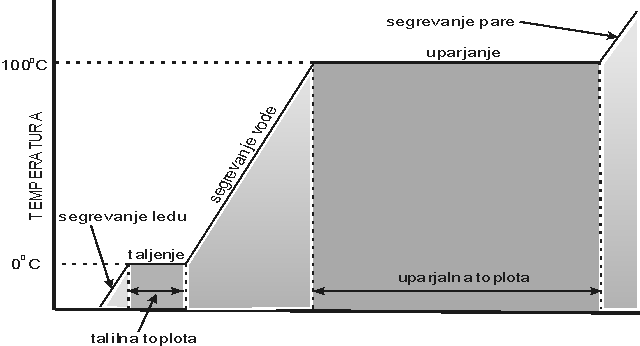 segrevanje pare
uparjanje
100°C
segrevanje vode
TEMPERATURA
segrevanje ledu
taljenje
0°C
uparjalna toplota
talilna toplota